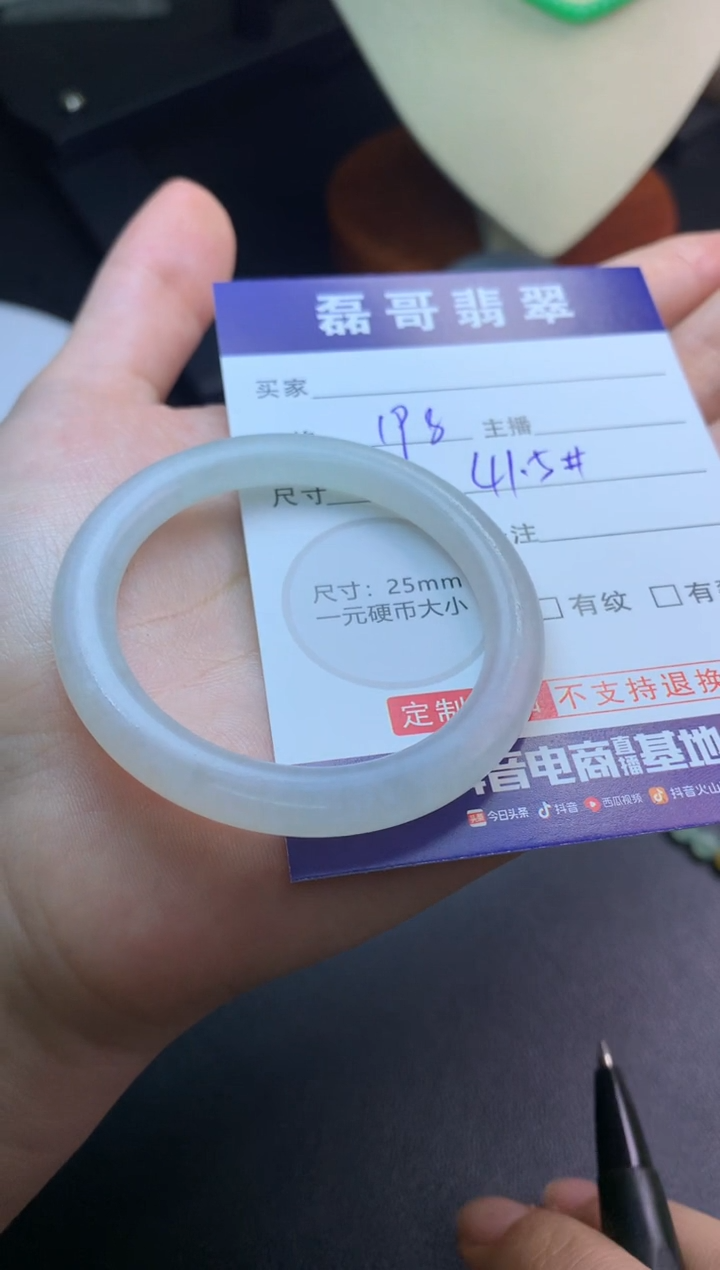 磊哥翡翠
买家
198 主播
41.5#
尺寸
注
尺寸：25mm
一元硬币大小
□有纹 □有
定制 不支持退换
音电商直播基地
今日头条 抖音 西瓜视频 抖音火山